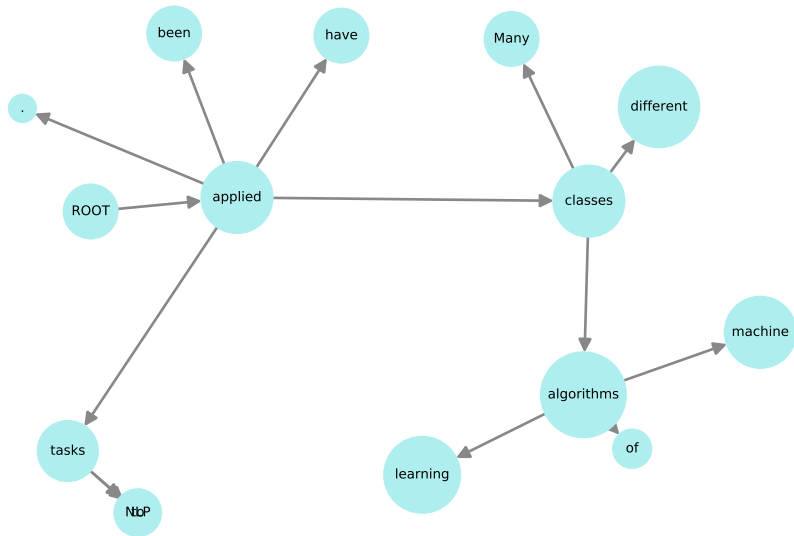 been
have
Many
different
.
applied
classes
ROOT
machine
algorithms
tasks
of
learning